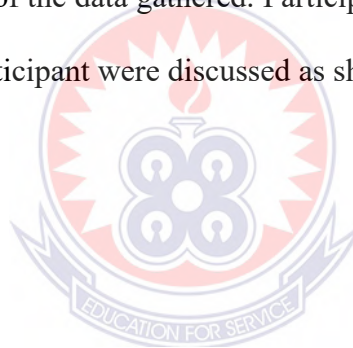 of the data gathered. Particip
ticipant were discussed as sh
EDUCATION FOR SERVICE